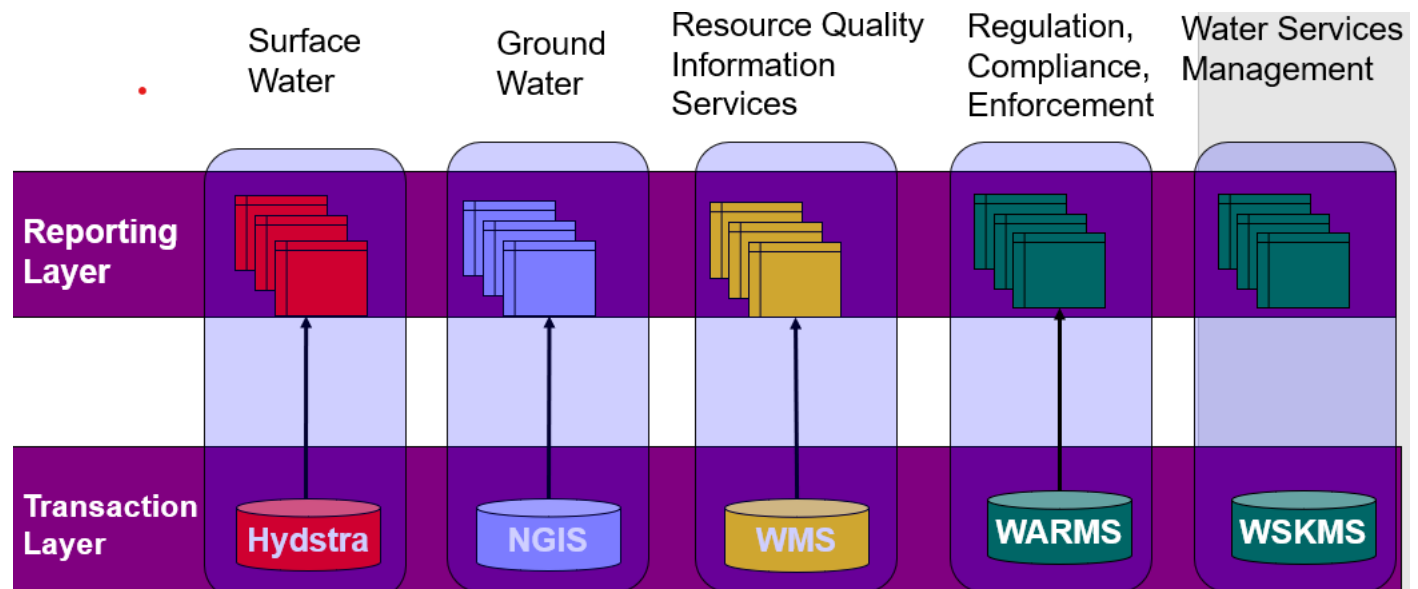 Surface
Water
Ground
Water
Resource Quality
Information
Services
Regulation,
Compliance,
Enforcement
Water Services
Management
Reporting
Layer
Transaction
Layer
Hydstra
NGIS
WMS
WARMS
WSKMS